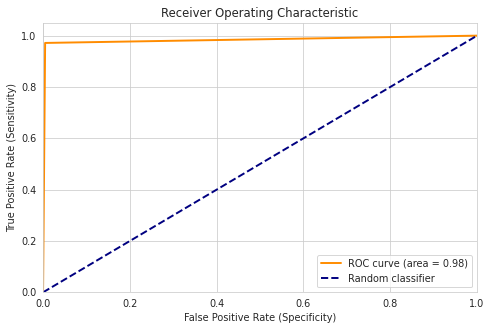 Receiver Operating Characteristic
True Positive Rate (Sensitivity)
1.0
0.8
0.6
0.4
0.2
0.0
ROC curve (area = 0.98)
Random classifier
0.0 0.2 0.4 0.6 0.8 1.0
False Positive Rate (Specificity)